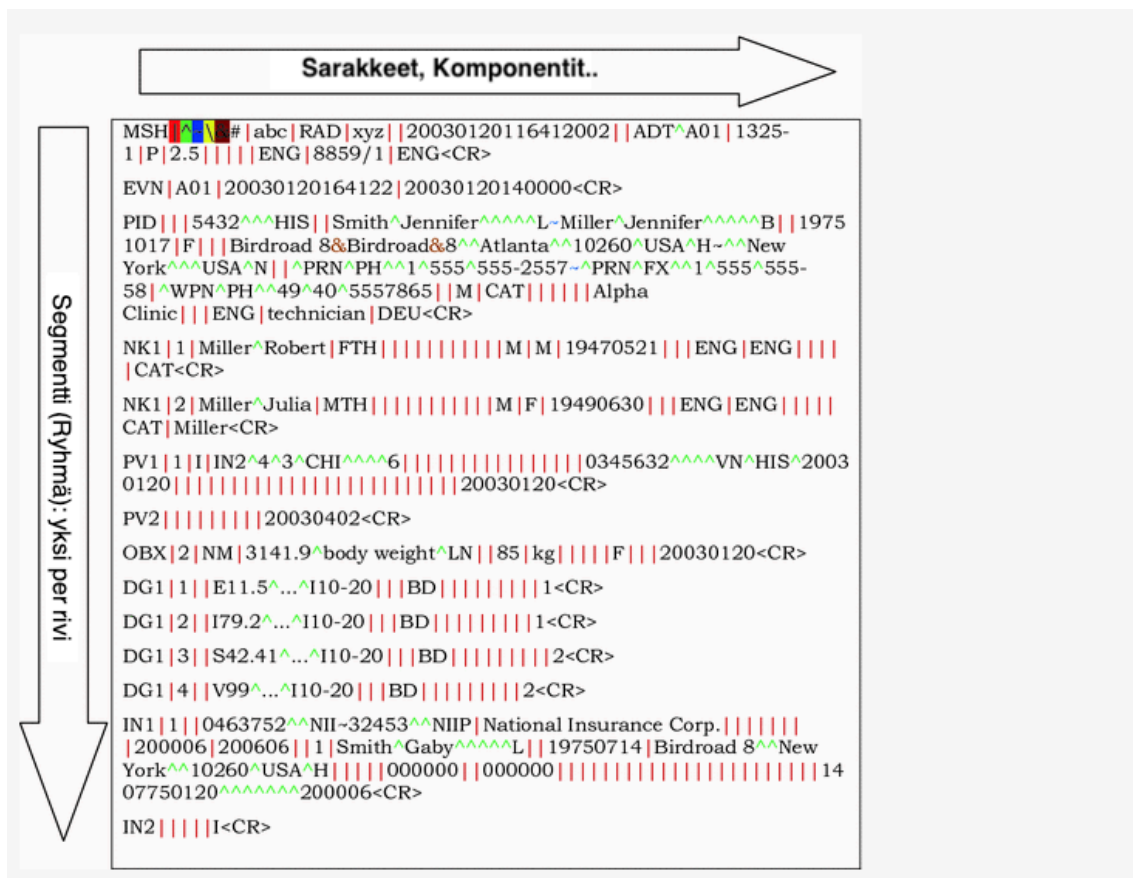 Sarakkeet, Komponentit..
Segmentti (Ryhmä): yksi per rivi
MSH|^~\&#|abc|RAD|xyz||20030120116412002||ADT^A01|1325-
1|P|2.5|||||ENG|8859/1|ENG<CR>
EVN|A01|20030120164122|20030120140000<CR>
PID|||5432^^^HIS||Smith^Jennifer^^^^^L~Miller^Jennifer^^^^^B||1975
1017|F|||Birdroad 8&Birdroad&8^^Atlanta^^10260^USA^H~^^New
York^^^USA^N||^PRN^PH^^1^555^555-2557~^PRN^FX^^1^555^555-
58|^WPN^PH^^49^40^5557865||M|CAT||||||Alpha
Clinic|||ENG|technician|DEU<CR>
NK1|1|Miller^Robert|FTH|||||||||||M|M|19470521|||ENG|ENG||||
|CAT<CR>
NK1|2|Miller^Julia|MTH|||||||||||M|F|19490630|||ENG|ENG|||||
CAT|Miller<CR>
PV1|1|I|IN2^4^3^CHI^^^^6|||||||||||||||0345632^^^^VN^HIS^2003
0120|||||||||||||||||||||||||20030120<CR>
PV2|||||||||20030402<CR>
OBX|2|NM|3141.9^body weight^LN||85|kg|||||F|||20030120<CR>
DG1|1||E11.5^...^I10-20|||BD|||||||||1<CR>
DG1|2||I79.2^...^I10-20|||BD|||||||||1<CR>
DG1|3||S42.41^...^I10-20|||BD|||||||||2<CR>
DG1|4||V99^...^I10-20|||BD|||||||||2<CR>
IN1|1||0463752^^NII~32453^^NIIP|National Insurance Corp.|||||||
|200006|200606||1|Smith^Gaby^^^^^L||19750714|Birdroad 8^^New
York^^10260^USA^H|||||000000||000000|||||||||||||||||||||||14
07750120^^^^^^^200006<CR>
IN2|||||I<CR>